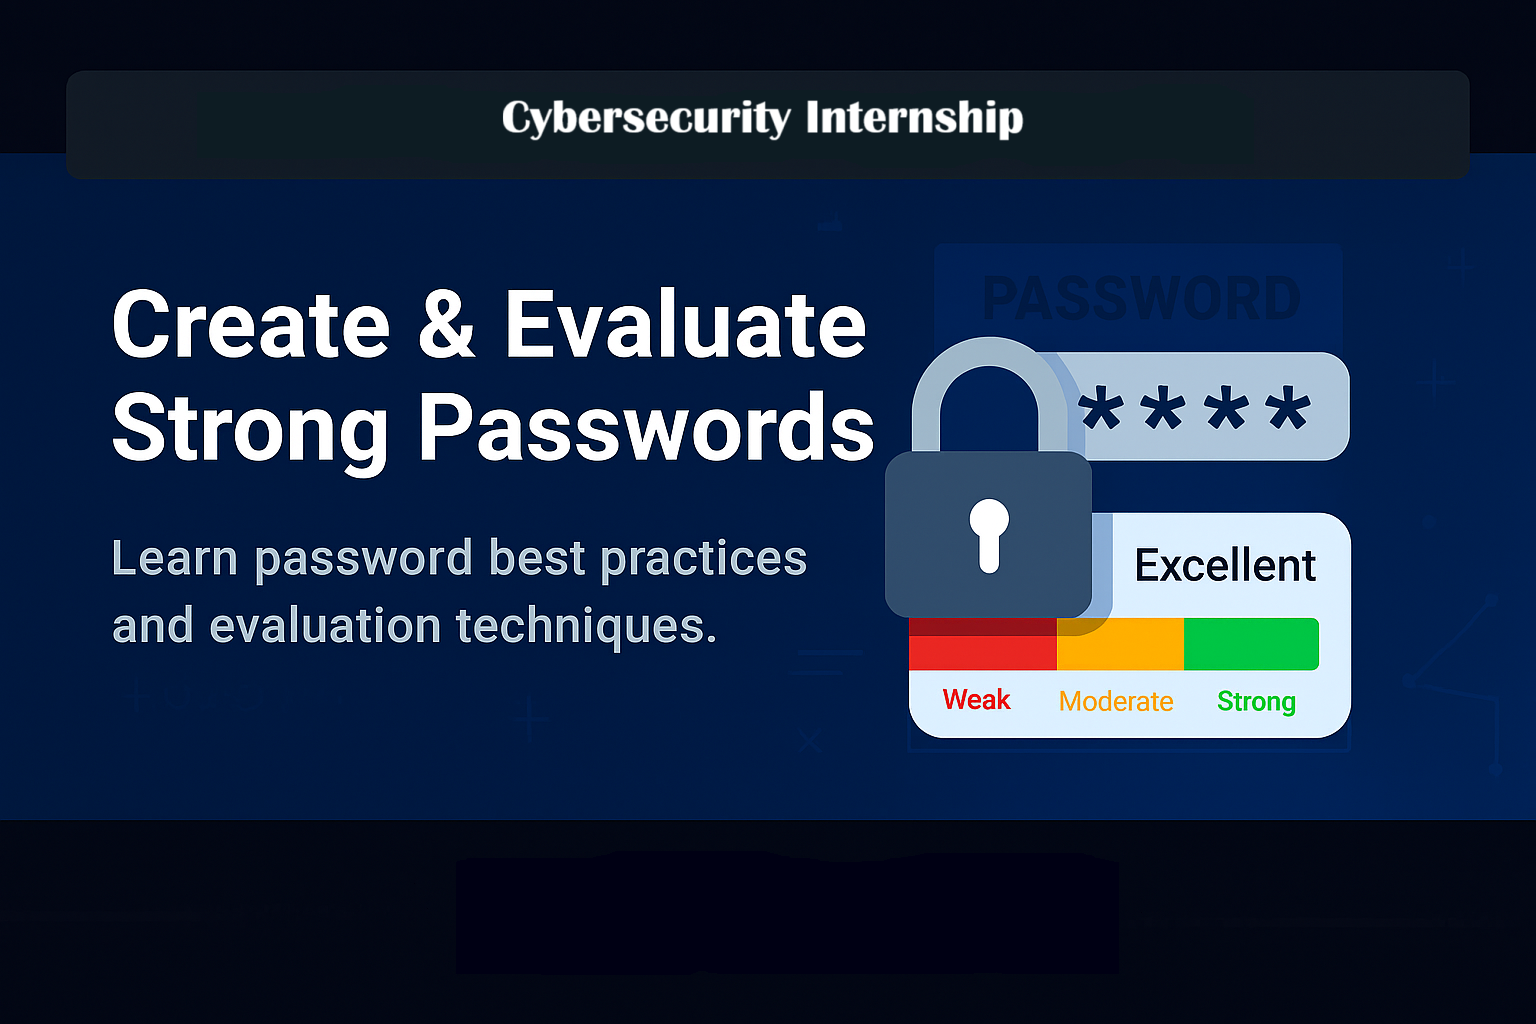 Cybersecurity Internship
Create & Evaluate
Strong Passwords
Learn password best practices
and evaluation techniques.
PASSWORD
****
Excellent
Weak Moderate Strong